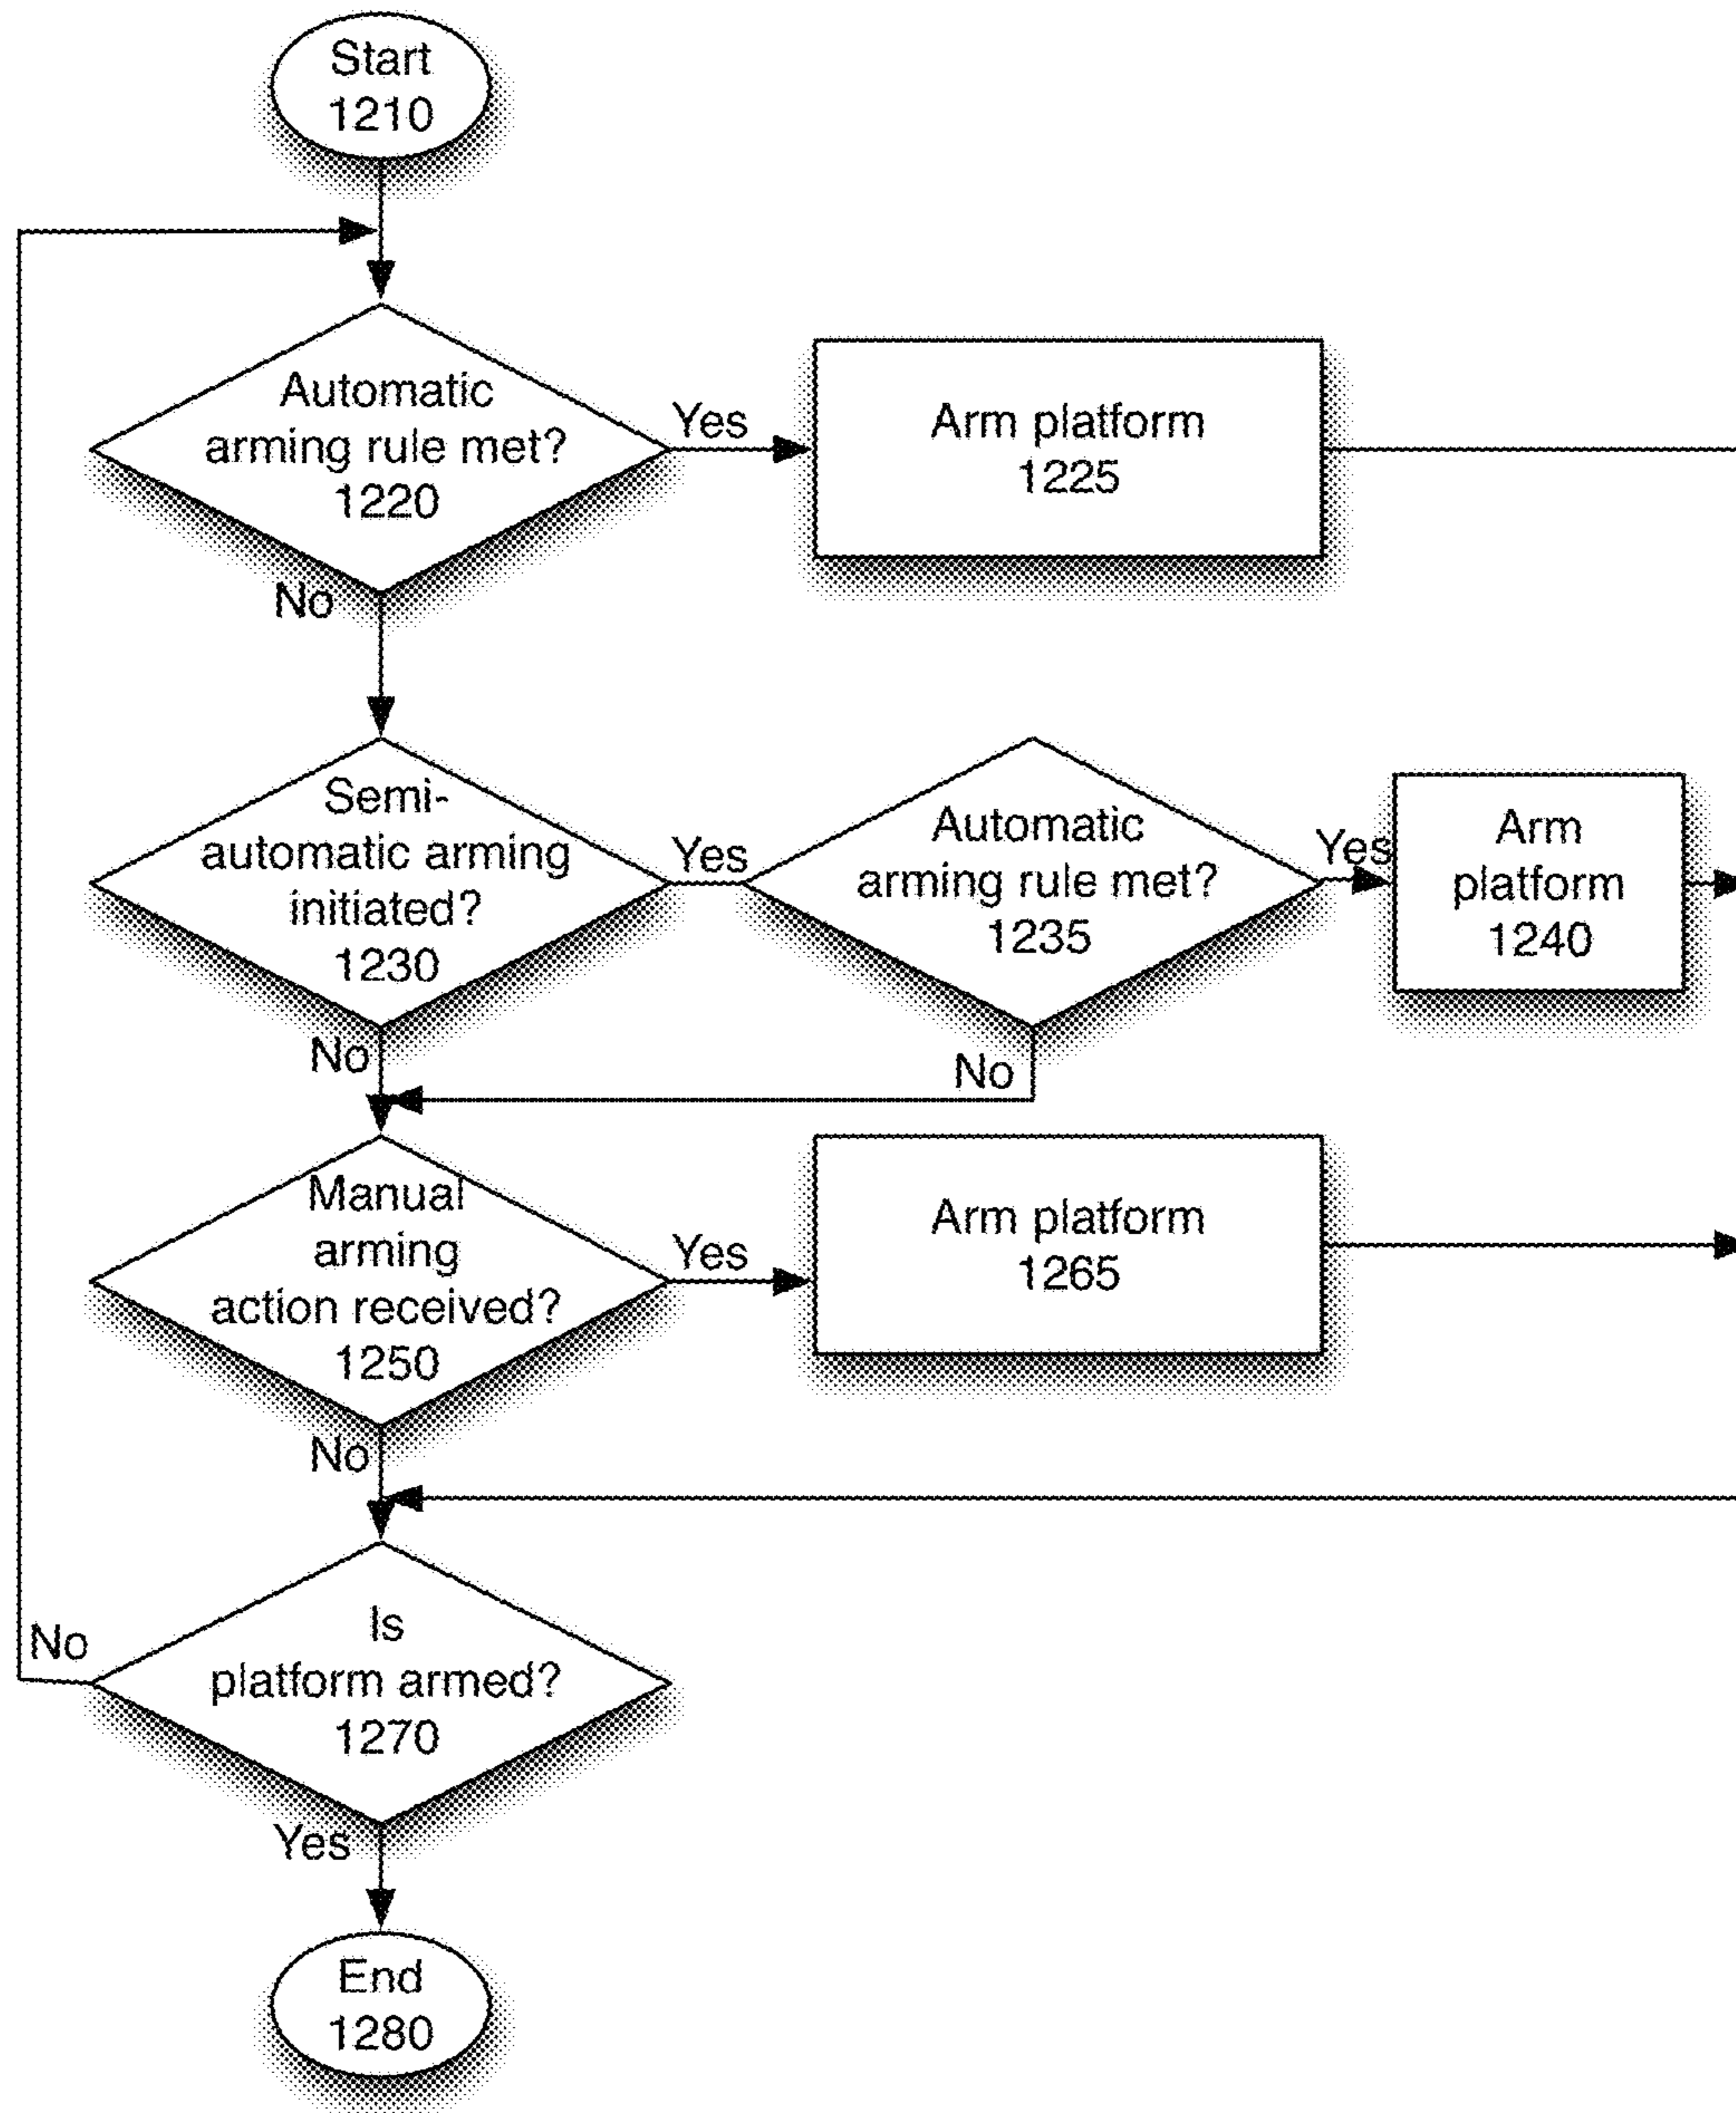 Start
1210
Automatic
arming rule met?
1220
Yes
Arm platform
1225
No
Semi-
automatic arming
initiated?
1230
Yes
Automatic
arming rule met?
1235
Yes
Arm
platform
1240
No
No
Manual
arming
action received?
1250
Yes
Arm platform
1265
No
Is
platform armed?
1270
No
Yes
End
1280